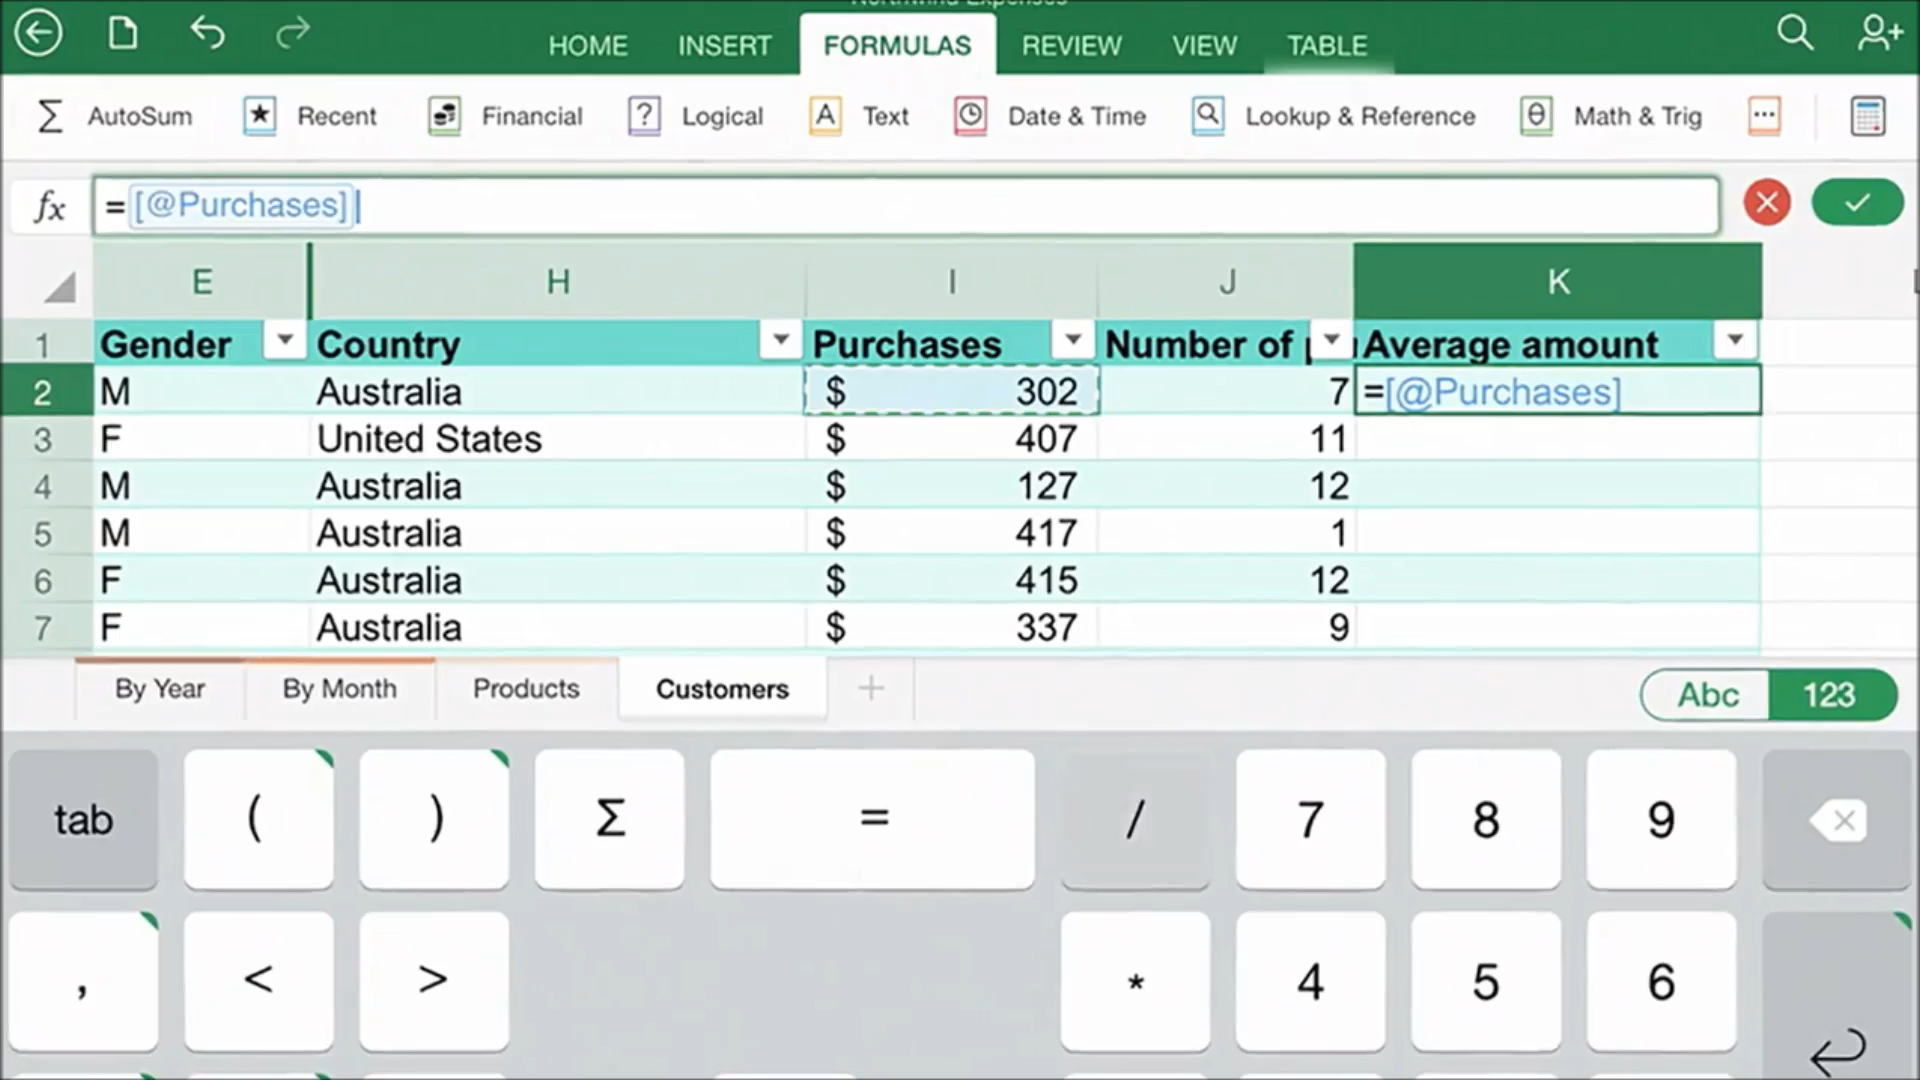 HOME INSERT FORMULAS REVIEW VIEW TABLE
AutoSum Recent Financial Logical Text Date & Time Lookup & Reference Math & Trig
fx =[@Purchases]
E H I J K
1 Gender Country Purchases Number of Average amount
2 M Australia $ 302 7 =[@Purchases]
3 F United States $ 407 11
4 M Australia $ 127 12
5 M Australia $ 417 1
6 F Australia $ 415 12
7 F Australia $ 337 9
By Year By Month Products Customers + Abc 123
tab ( ) Σ = / 7 8 9
, < > * 4 5 6